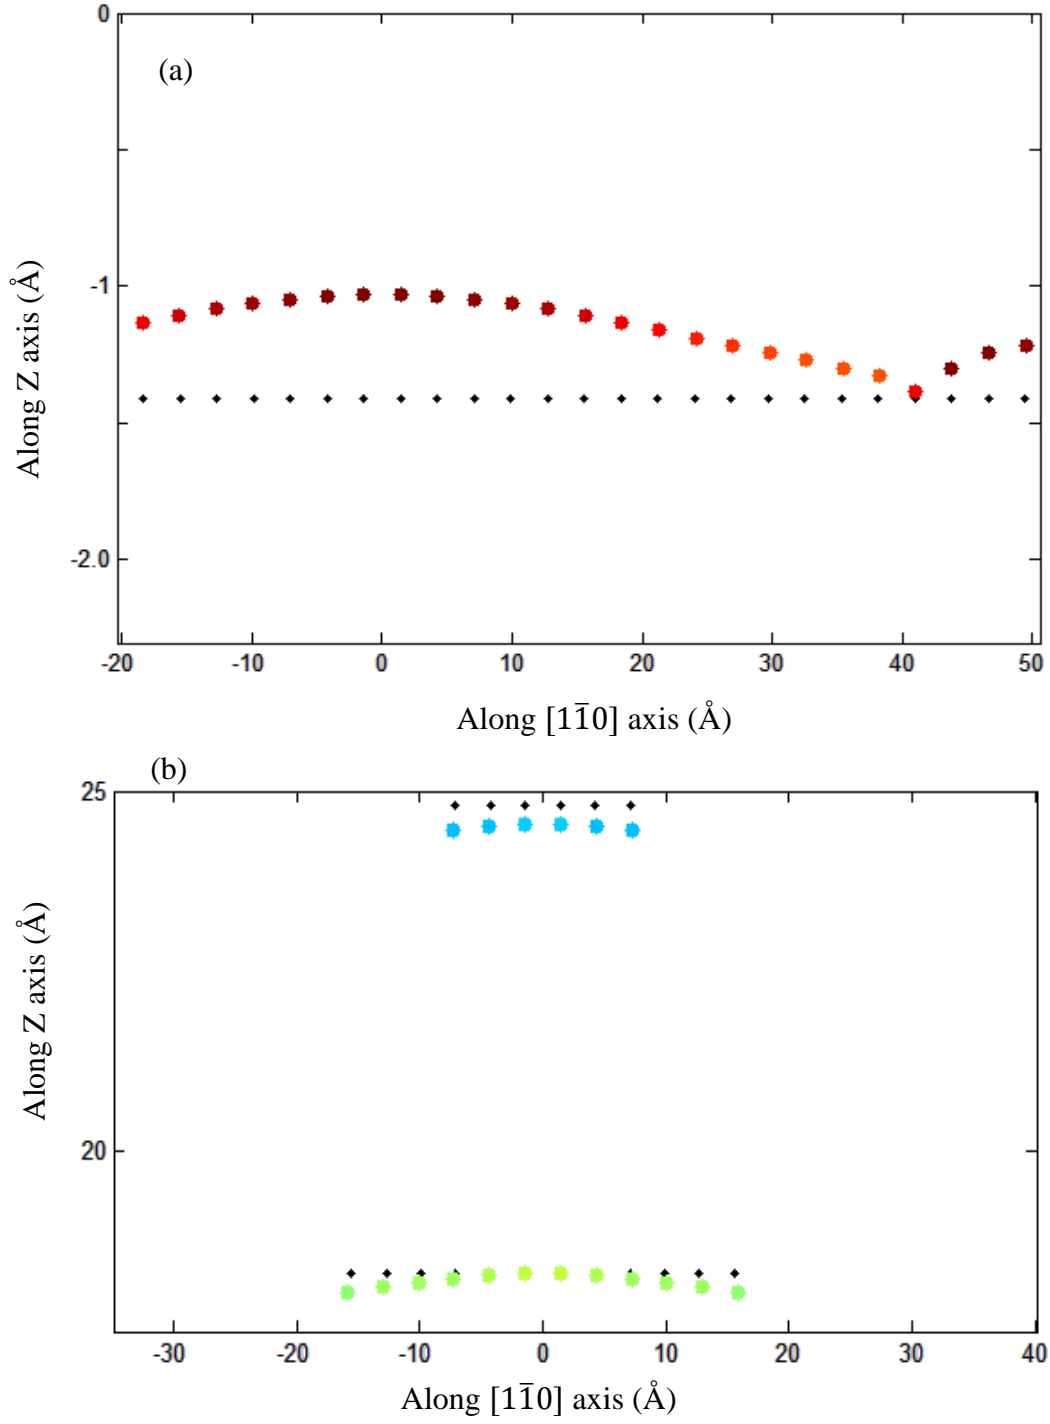 0
(a)
-1
-2.0
Along Z axis (Å)
-20 -10 0 10 20 30 40 50
Along [11̅0] axis (Å)
(b)
25
20
Along Z axis (Å)
-30 -20 -10 0 10 20 30 40
Along [11̅0] axis (Å)